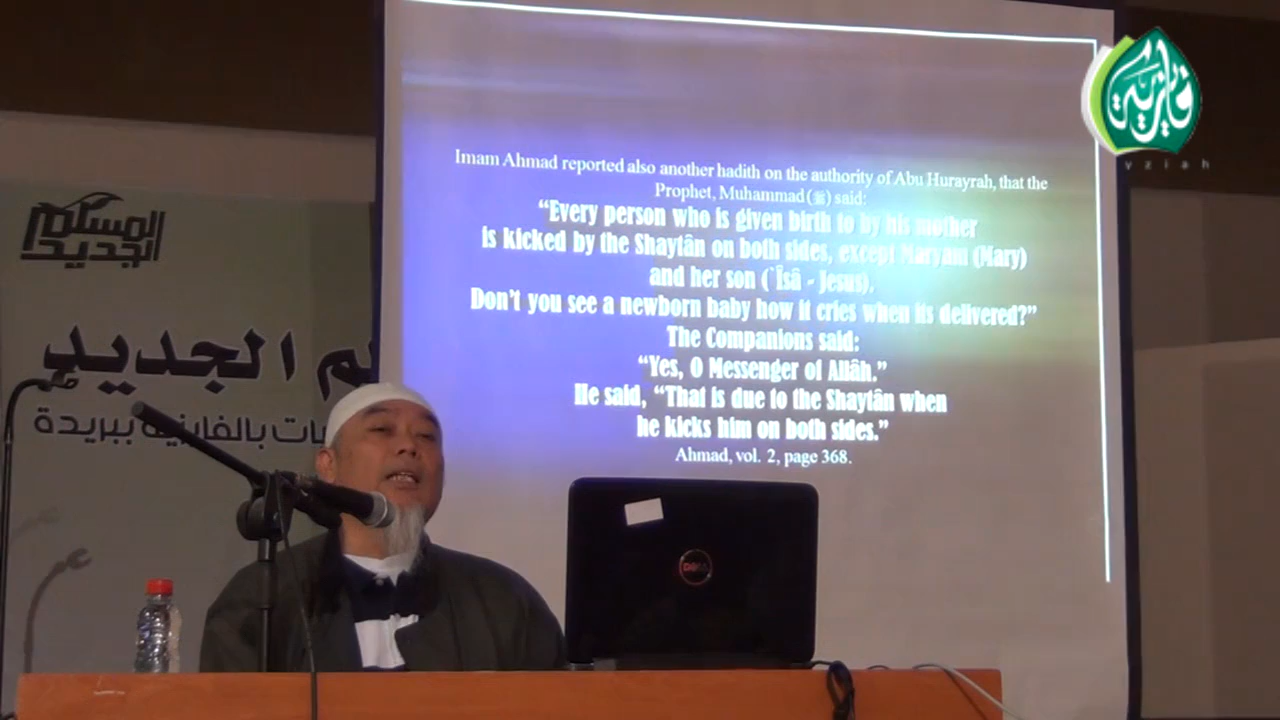 فايزية
yziah
Imam Ahmad reported also another hadith on the authority of Abu Hurayrah, that the
Prophet, Muhammad (ﷺ) said:
“Every person who is given birth to by his mother
is kicked by the Shaytân on both sides, except Maryam (Mary)
and her son (`Îsâ - Jesus).
Don’t you see a newborn baby how it cries when its delivered?”
The Companions said:
“Yes, O Messenger of Allâh.”
He said, “That is due to the Shaytân when
he kicks him on both sides.”
Ahmad, vol. 2, page 368.
المسلم
الجديد
م الجديد
ات بالفايزية ببريدة
DELL